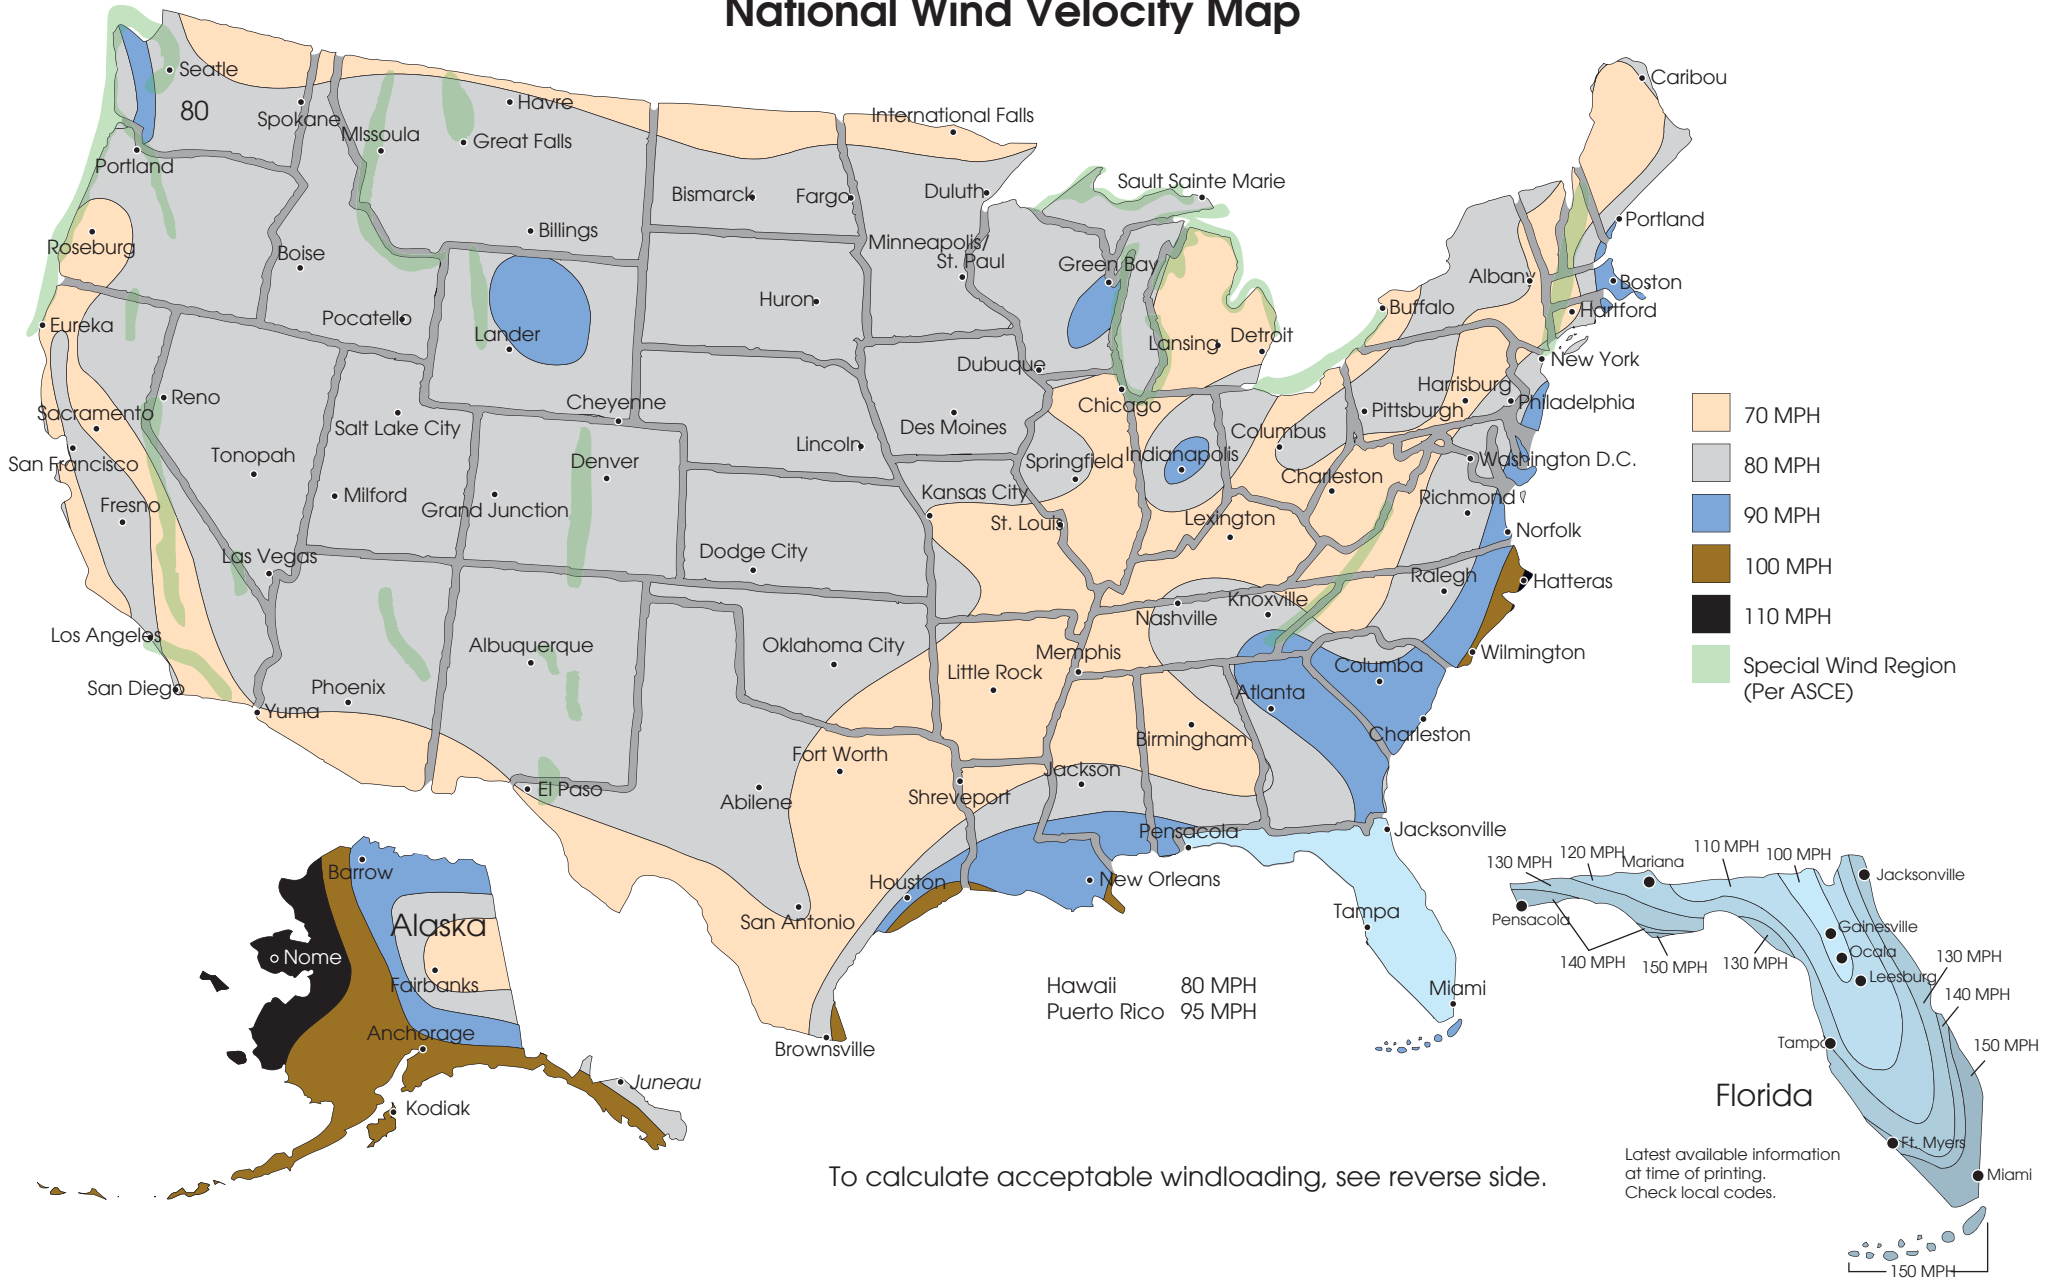 National Wind Velocity Map
Seatle
80
Spokane
MIssoula
Havre
Great Falls
Portland
Roseburg
Boise
Billings
Pocatello
Lander
Eureka
Reno
Sacramento
San Francisco
Fresno
Tonopah
Salt Lake City
Milford
Grand Junction
Las Vegas
Los Angeles
San Diego
Yuma
Phoenix
Albuquerque
El Paso
Cheyenne
Denver
International Falls
Bismarck
Fargo
Duluth
Minneapolis/
St. Paul
Huron
Green Bay
Sault Sainte Marie
Dubuque
Des Moines
Lincoln
Kansas City
Dodge City
Oklahoma City
Abilene
Fort Worth
San Antonio
Brownsville
Houston
Shreveport
Little Rock
Memphis
Jackson
New Orleans
Pensacola
Birmingham
Atlanta
Nashville
Knoxville
Lexington
St. Louis
Springfield
Chicago
Indianapolis
Lansing
Detroit
Columbus
Charleston
Pittsburgh
Harrisburg
Buffalo
Albany
Caribou
Portland
Boston
Hartford
New York
Philadelphia
Washington D.C.
Richmond
Norfolk
Ralegh
Hatteras
Wilmington
Columba
Charleston
Jacksonville
Tampa
Miami
70 MPH
80 MPH
90 MPH
100 MPH
110 MPH
Special Wind Region
(Per ASCE)
Barrow
Alaska
Nome
Fairbanks
Anchorage
Juneau
Kodiak
Hawaii 80 MPH
Puerto Rico 95 MPH
To calculate acceptable windloading, see reverse side.
130 MPH
120 MPH
Mariana
110 MPH
100 MPH
Jacksonville
Pensacola
Gainesville
Ocala
Leesburg
140 MPH
150 MPH
130 MPH
130 MPH
140 MPH
150 MPH
Tampa
Florida
Ft. Myers
Miami
Latest available information
at time of printing.
Check local codes.
150 MPH